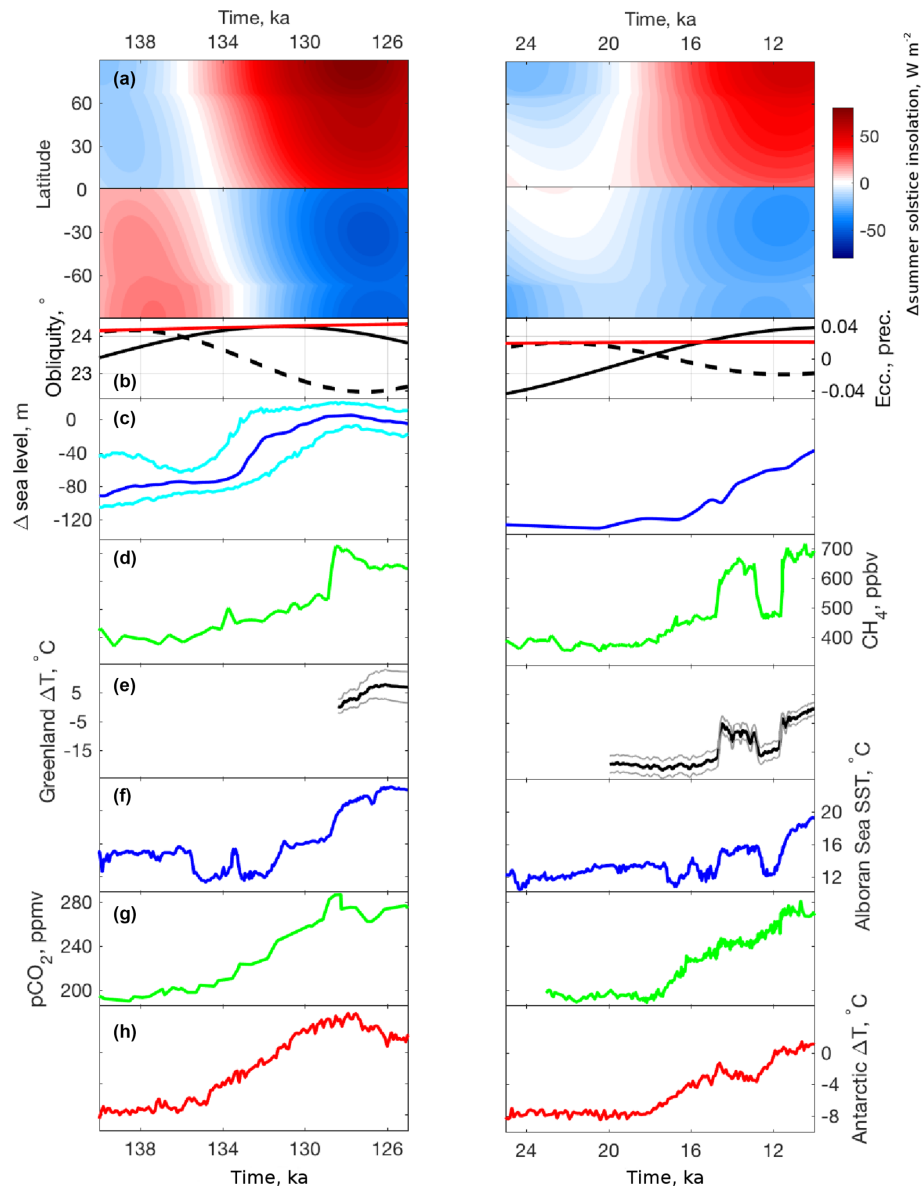 Time, ka
Time, ka
138 134 130 126
24 20 16 12
(a)
60
30
0
-30
-60
Latitude
50
0
-50
Δsummer solstice insolation, W m⁻²
(b)
24
23
Obliquity, °
0.04
0
-0.04
Ecc., prec.
(c)
0
-40
-80
-120
Δ sea level, m
(d)
700
600
500
400
CH₄, ppbv
(e)
5
-5
-15
Greenland ΔT, °C
(f)
20
16
12
Alboran Sea SST, °C
(g)
280
240
200
pCO₂, ppmv
(h)
0
-4
-8
Antarctic ΔT, °C
138 134 130 126
24 20 16 12
Time, ka
Time, ka